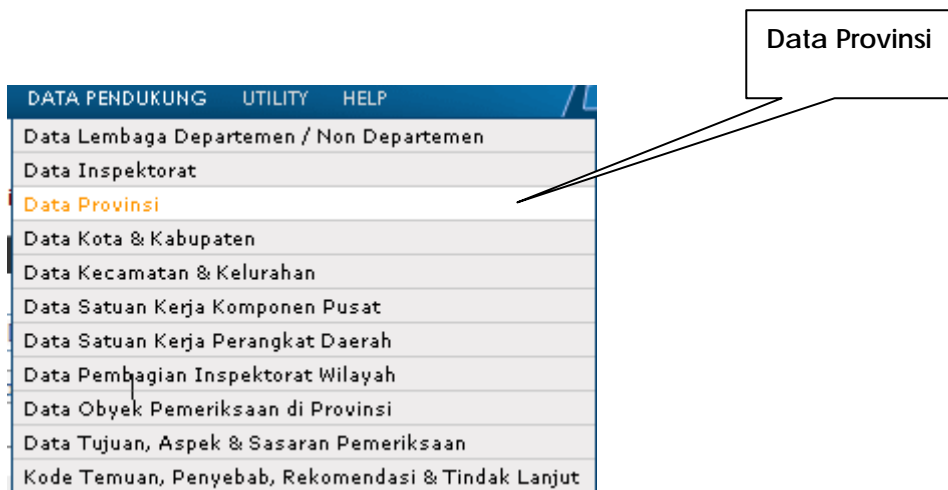 Data Provinsi
DATA PENDUKUNG UTILITY HELP
Data Lembaga Departemen / Non Departemen
Data Inspektorat
Data Provinsi
Data Kota & Kabupaten
Data Kecamatan & Kelurahan
Data Satuan Kerja Komponen Pusat
Data Satuan Kerja Perangkat Daerah
Data Pembagian Inspektorat Wilayah
Data Obyek Pemeriksaan di Provinsi
Data Tujuan, Aspek & Sasaran Pemeriksaan
Kode Temuan, Penyebab, Rekomendasi & Tindak Lanjut